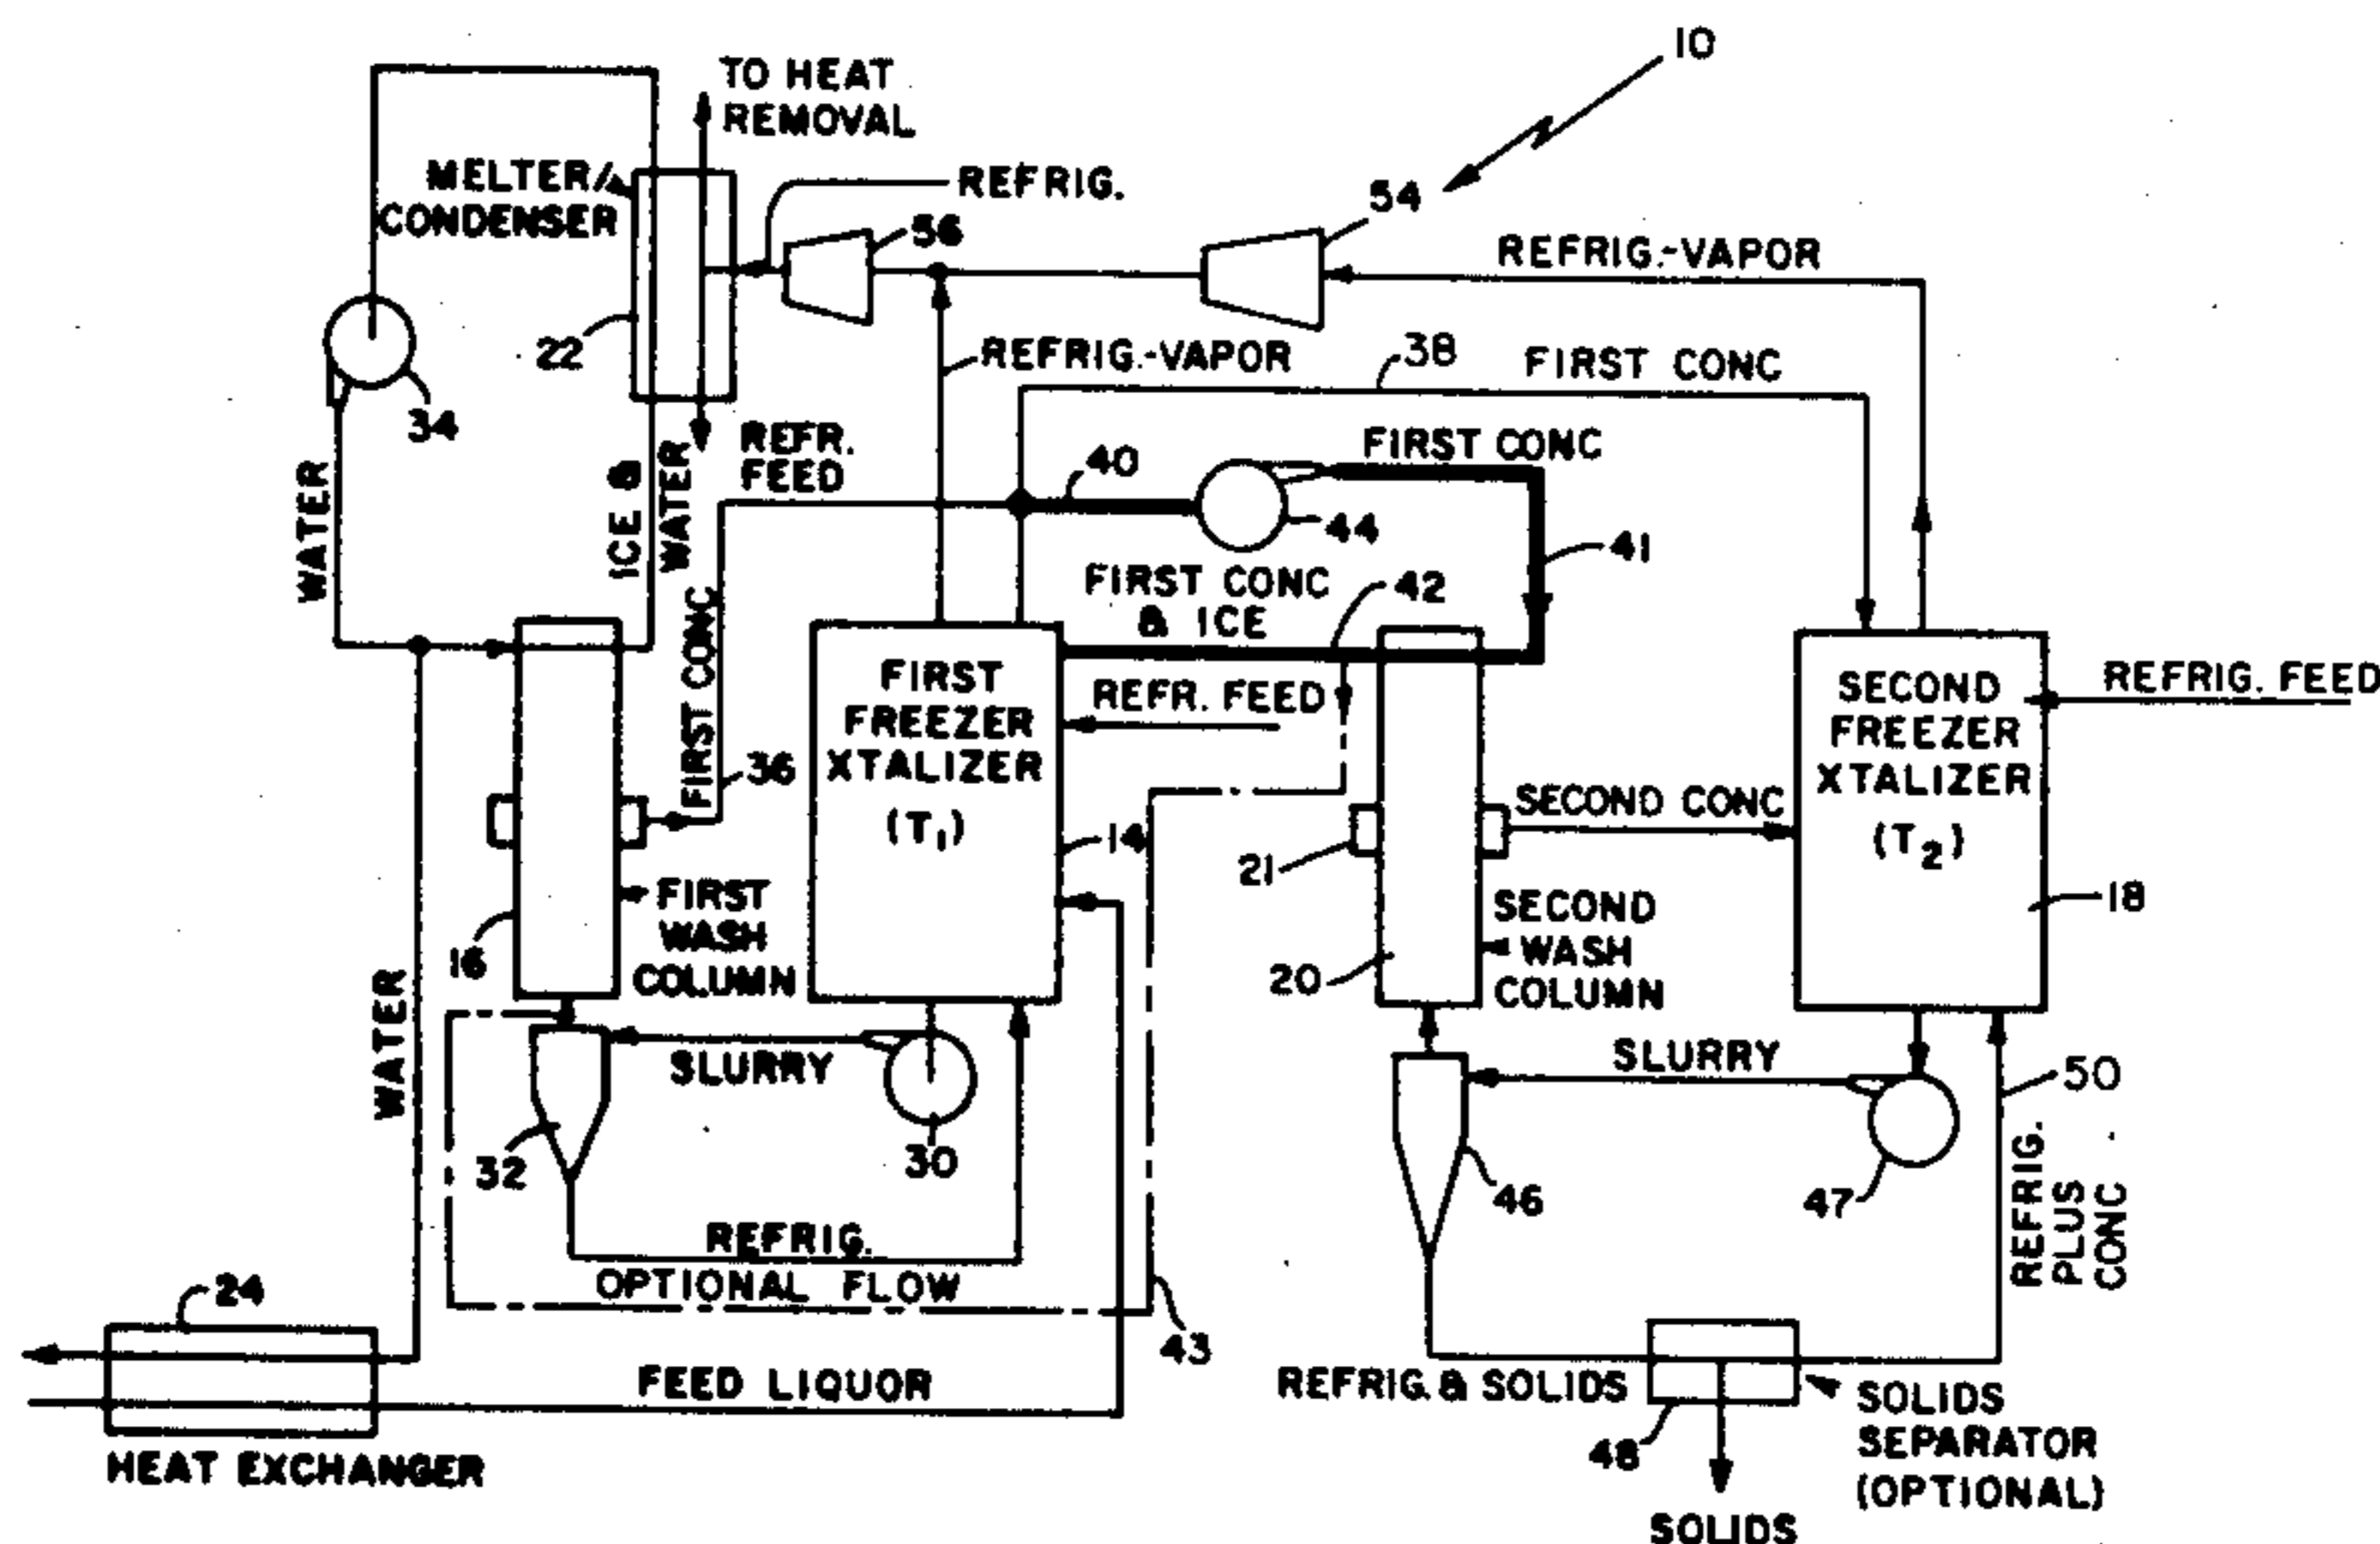 10
TO HEAT
REMOVAL
MELTER/
CONDENSER
REFRIG.
56
54
REFRIG.-VAPOR
22
34
REFRIG.-VAPOR
38
FIRST CONC
REFR.
FEED
40
FIRST CONC
44
41
WATER
ICE &
WATER
FIRST CONC
36
FIRST CONC
& ICE
42
REFR. FEED
FIRST
FREEZER
XTALIZER
(T1)
14
SECOND
FREEZER
XTALIZER
(T2)
REFRIG. FEED
18
SECOND CONC
21
FIRST
WASH
COLUMN
16
SECOND
WASH
COLUMN
20
WATER
SLURRY
30
32
SLURRY
46
47
50
REFRIG.
PLUS
CONC
REFRIG.
OPTIONAL FLOW
43
24
FEED LIQUOR
HEAT EXCHANGER
REFRIG. & SOLIDS
48
SOLIDS
SEPARATOR
(OPTIONAL)
SOLIDS